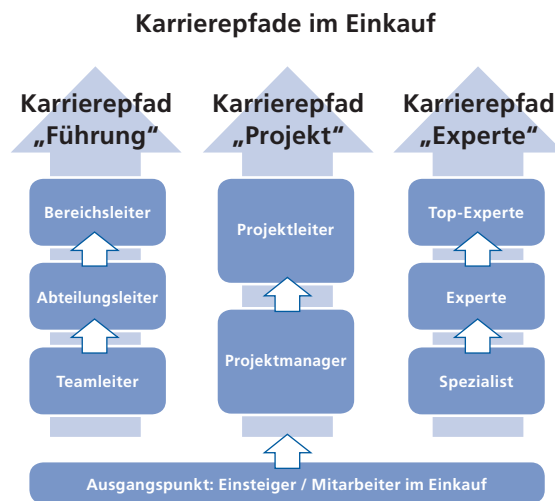 Karrierepfade im Einkauf
Karrierepfad
„Führung“
Bereichsleiter
Abteilungsleiter
Teamleiter
Karrierepfad
„Projekt“
Projektleiter
Projektmanager
Karrierepfad
„Experte“
Top-Experte
Experte
Spezialist
Ausgangspunkt: Einsteiger / Mitarbeiter im Einkauf